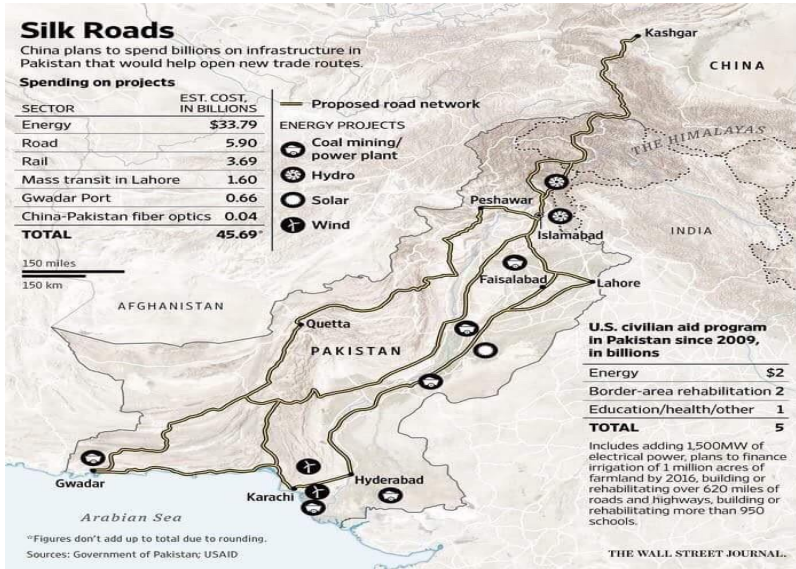 Silk Roads
China plans to spend billions on infrastructure in
Pakistan that would help open new trade routes.
Spending on projects
SECTOR EST. COST, IN BILLIONS
Energy $33.79
Road 5.90
Rail 3.69
Mass transit in Lahore 1.60
Gwadar Port 0.66
China-Pakistan fiber optics 0.04
TOTAL 45.69*
150 miles
150 km
Proposed road network
ENERGY PROJECTS
Coal mining/
power plant
Hydro
Solar
Wind
Kashgar
CHINA
THE HIMALAYAS
Peshawar
Islamabad
INDIA
Faisalabad
Lahore
AFGHANISTAN
Quetta
PAKISTAN
Gwadar
Karachi
Hyderabad
Arabian Sea
U.S. civilian aid program
in Pakistan since 2009,
in billions
Energy $2
Border-area rehabilitation 2
Education/health/other 1
TOTAL 5
Includes adding 1,500MW of
electrical power, plans to finance
irrigation of 1 million acres of
farmland by 2016, building or
rehabilitating over 620 miles of
roads and highways, building or
rehabilitating more than 950
schools.
*Figures don't add up to total due to rounding.
Sources: Government of Pakistan; USAID
THE WALL STREET JOURNAL.